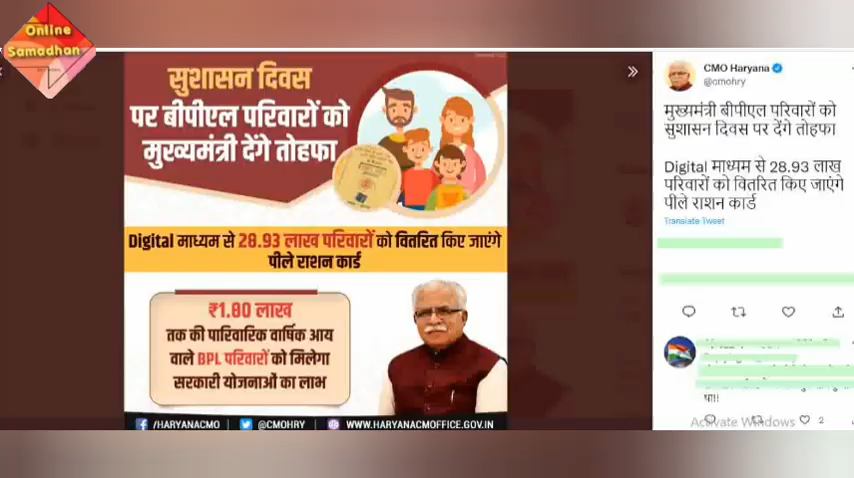 Online
Samadhan
सुशासन दिवस
पर बीपीएल परिवारों को
मुख्यमंत्री देंगे तोहफा
Digital माध्यम से 28.93 लाख परिवारों को वितरित किए जाएंगे
पीले राशन कार्ड
₹1.80 लाख
तक की पारिवारिक वार्षिक आय
वाले BPL परिवारों को मिलेगा
सरकारी योजनाओं का लाभ
/HARYANACMO | @CMOHRY | WWW.HARYANACMOFFICE.GOV.IN
CMO Haryana
@cmohry
मुख्यमंत्री बीपीएल परिवारों को
सुशासन दिवस पर देंगे तोहफा
Digital माध्यम से 28.93 लाख
परिवारों को वितरित किए जाएंगे
पीले राशन कार्ड
Translate Tweet
2
Activate Windows